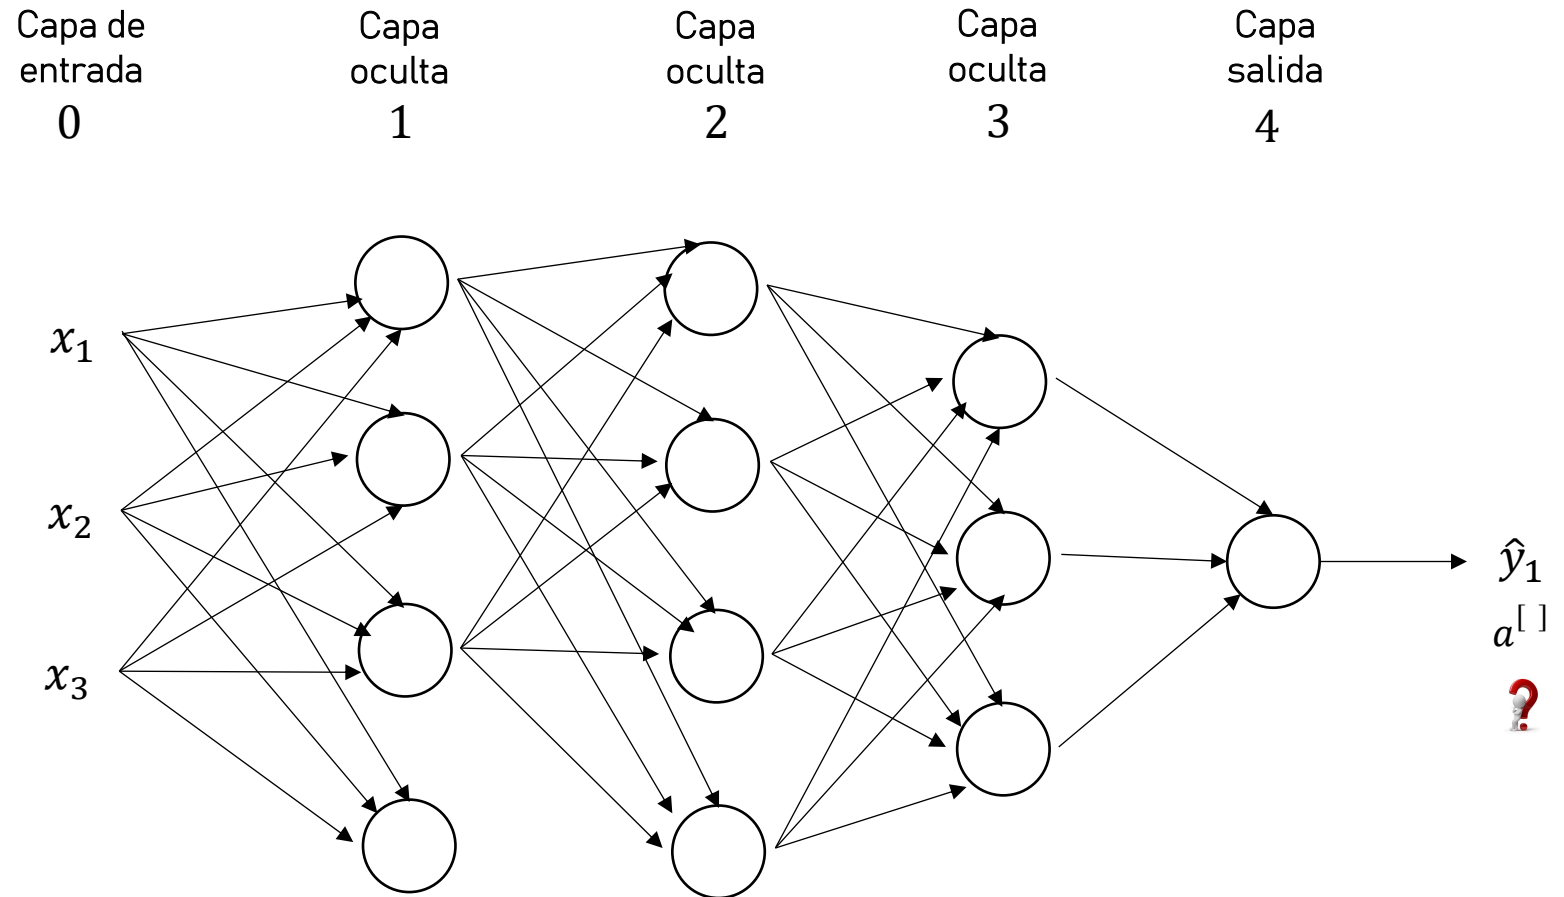 Capa de
entrada
0
Capa
oculta
1
Capa
oculta
2
Capa
oculta
3
Capa
salida
4
x₁
x₂
x₃
ŷ₁
a[ ]
?